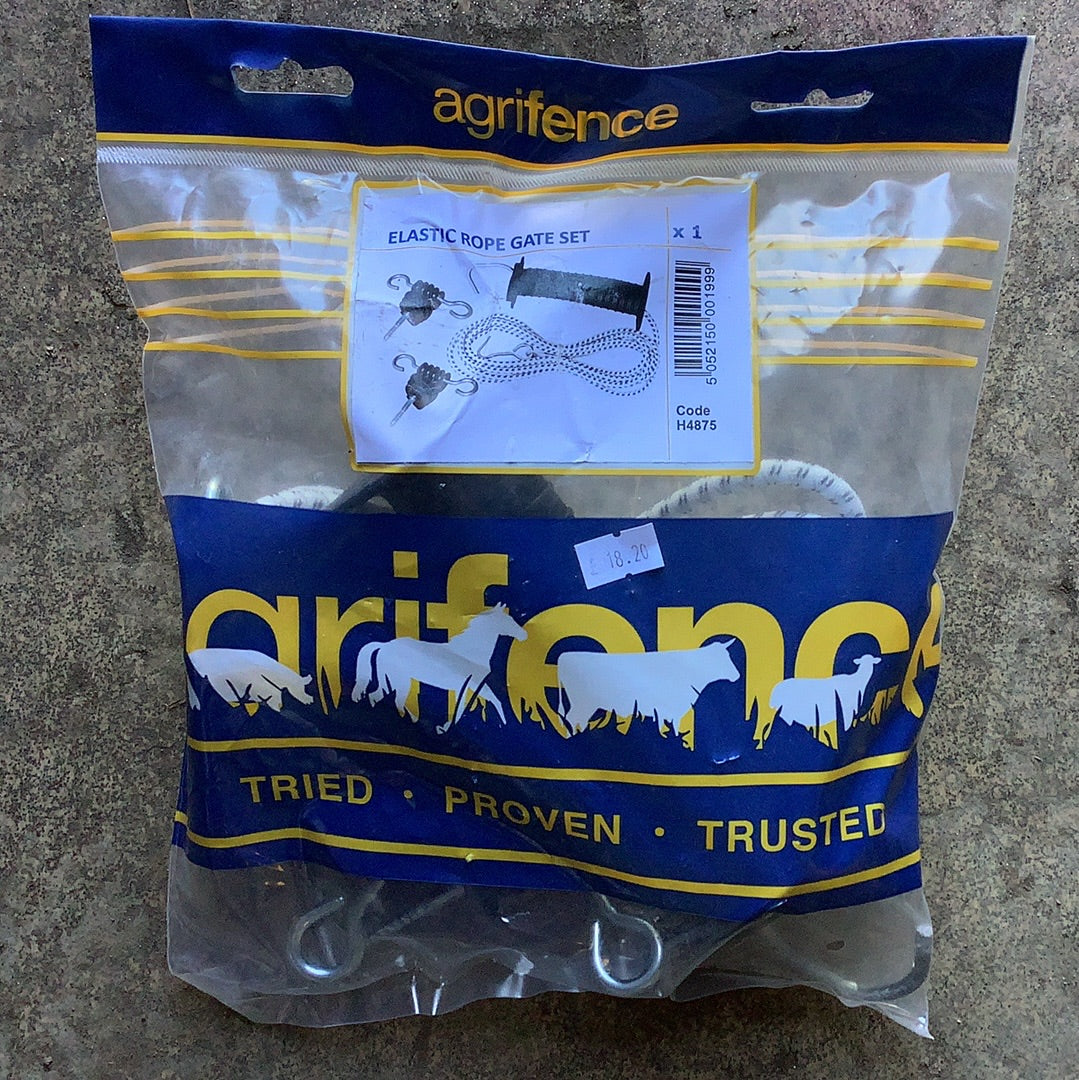 agrifence
ELASTIC ROPE GATE SET
x 1
5 052150 001999
Code
H4875
£ 18.20
agrifence
TRIED • PROVEN • TRUSTED